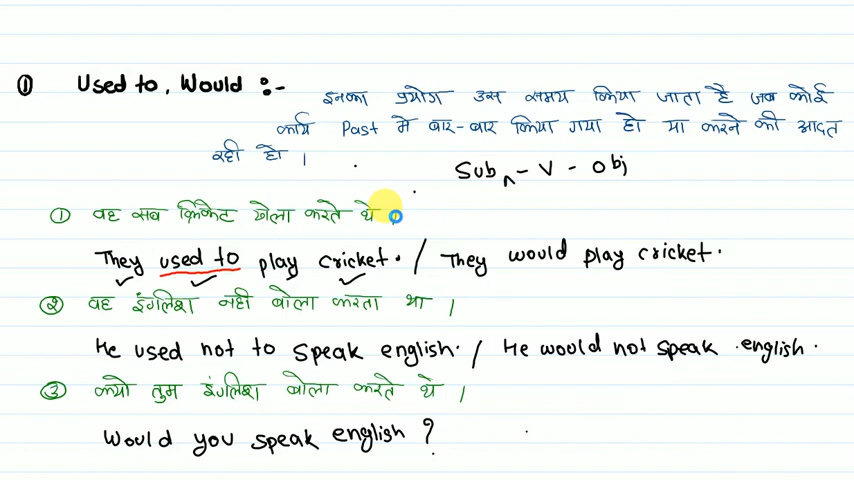 ① Used to, Would :-
इनका प्रयोग उस समय किया जाता है जब कोई
कार्य Past मे बार-बार किया गया हो या करने की आदत
रही हो ।
Sub - V - Obj
① वह सब क्रिकेट खेला करते थे ।
They used to play cricket. / They would play cricket.
② वह इंगलिश नही बोला करता था ।
He used not to speak english. / He would not speak english.
③ क्यो तुम इंगलिश बोला करते थे ।
Would you speak english ?